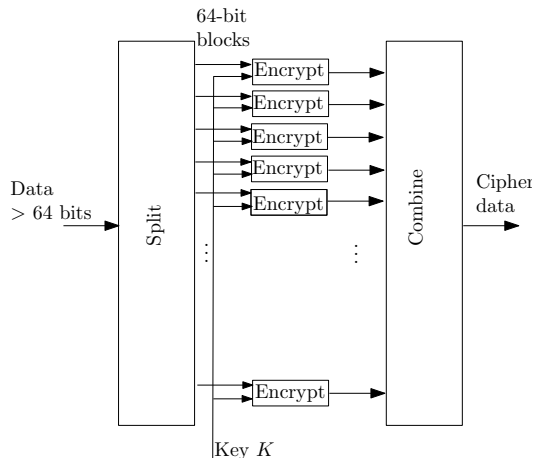 64-bit
blocks
Encrypt
Encrypt
Encrypt
Encrypt
Encrypt
Data
> 64 bits
Split
Combine
Cipher
data
Encrypt
Key K